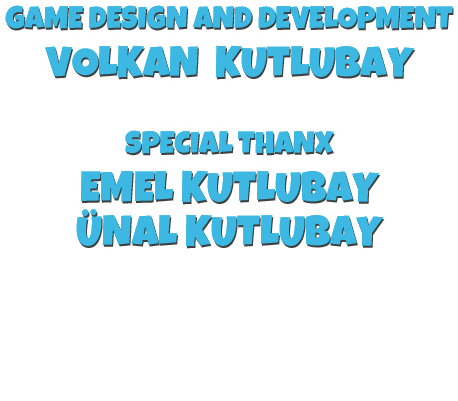 GAME DESIGN AND DEVELOPMENT
VOLKAN KUTLUBAY
SPECIAL THANX
EMEL KUTLUBAY
ÜNAL KUTLUBAY